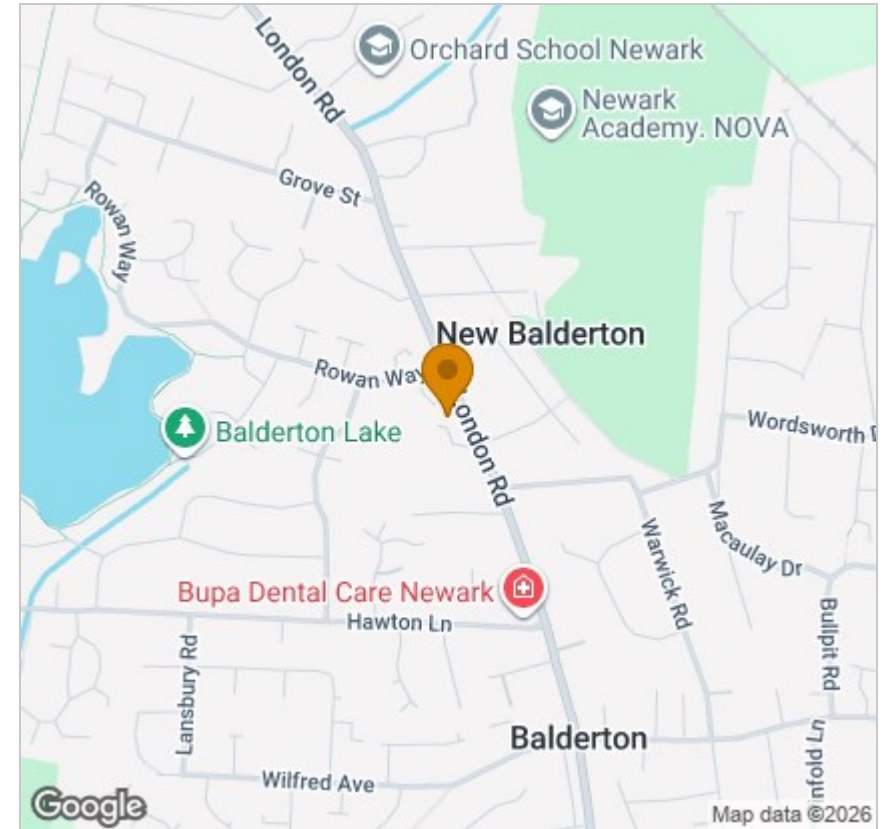 London Rd
Orchard School Newark
Newark
Academy. NOVA
Grove St
Rowan Way
New Balderton
Rowan Way
London Rd
Balderton Lake
Wordsworth
Macaulay Dr
Warwick Rd
Bupa Dental Care Newark
Hawton Ln
Bullpit Rd
Lansbury Rd
Balderton
Wilfred Ave
Google
Map data ©2026